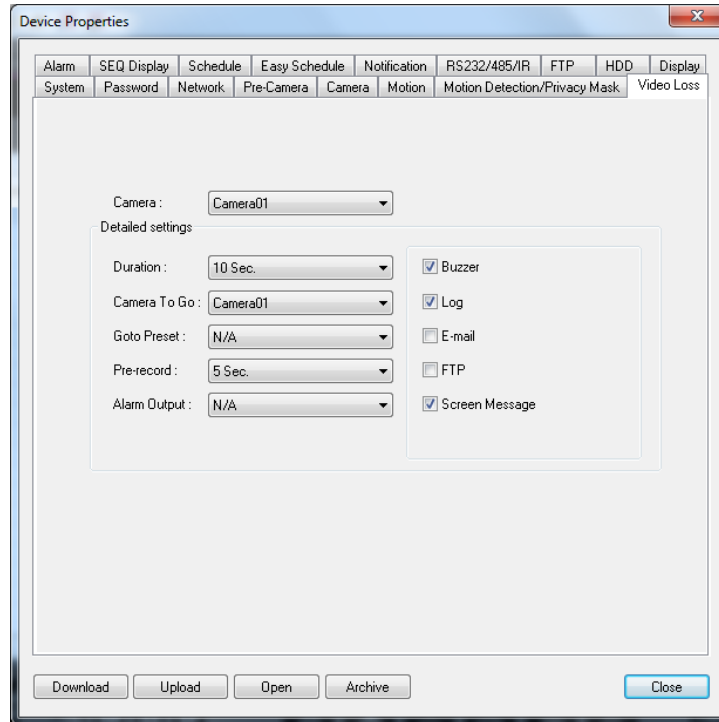 Device Properties
Alarm SEQ Display Schedule Easy Schedule Notification RS232/485/IR FTP HDD Display
System Password Network Pre-Camera Camera Motion Motion Detection/Privacy Mask Video Loss
Camera : Camera01
Detailed settings
Duration : 10 Sec. Buzzer
Camera To Go : Camera01 Log
Goto Preset : N/A E-mail
Pre-record : 5 Sec. FTP
Alarm Output : N/A Screen Message
Download Upload Open Archive Close